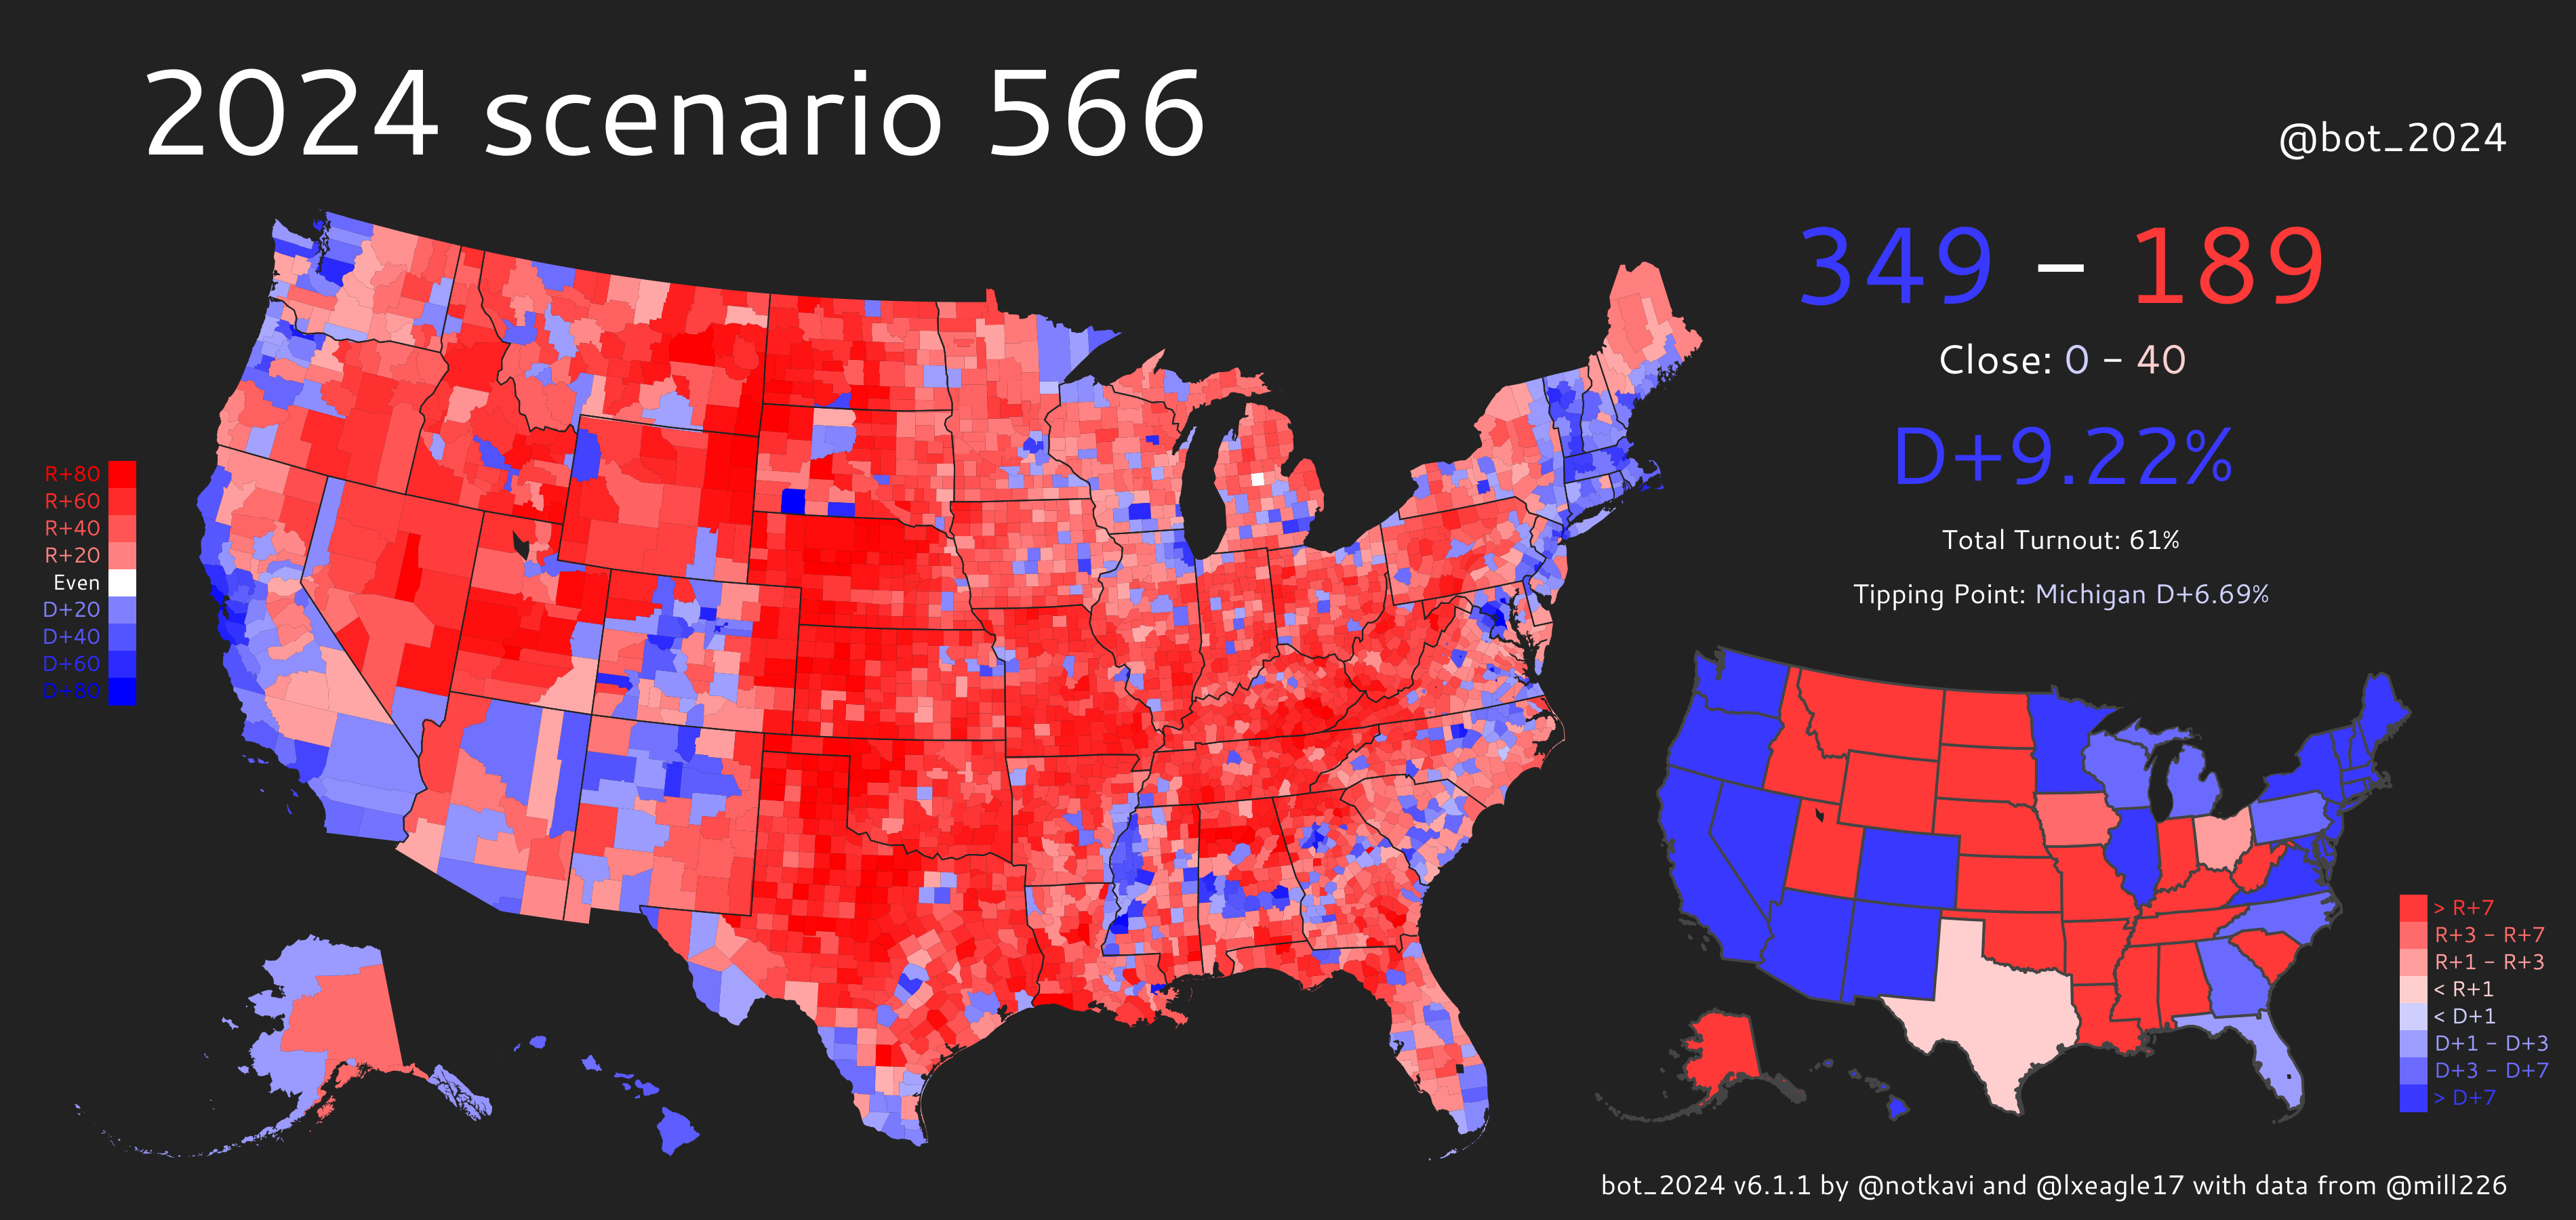 2024 scenario 566
@bot_2024
349 – 189
Close: 0 – 40
D+9.22%
Total Turnout: 61%
Tipping Point: Michigan D+6.69%
R+80
R+60
R+40
R+20
Even
D+20
D+40
D+60
D+80
> R+7
R+3 – R+7
R+1 – R+3
< R+1
< D+1
D+1 – D+3
D+3 – D+7
> D+7
bot_2024 v6.1.1 by @notkavi and @lxeagle17 with data from @mill226